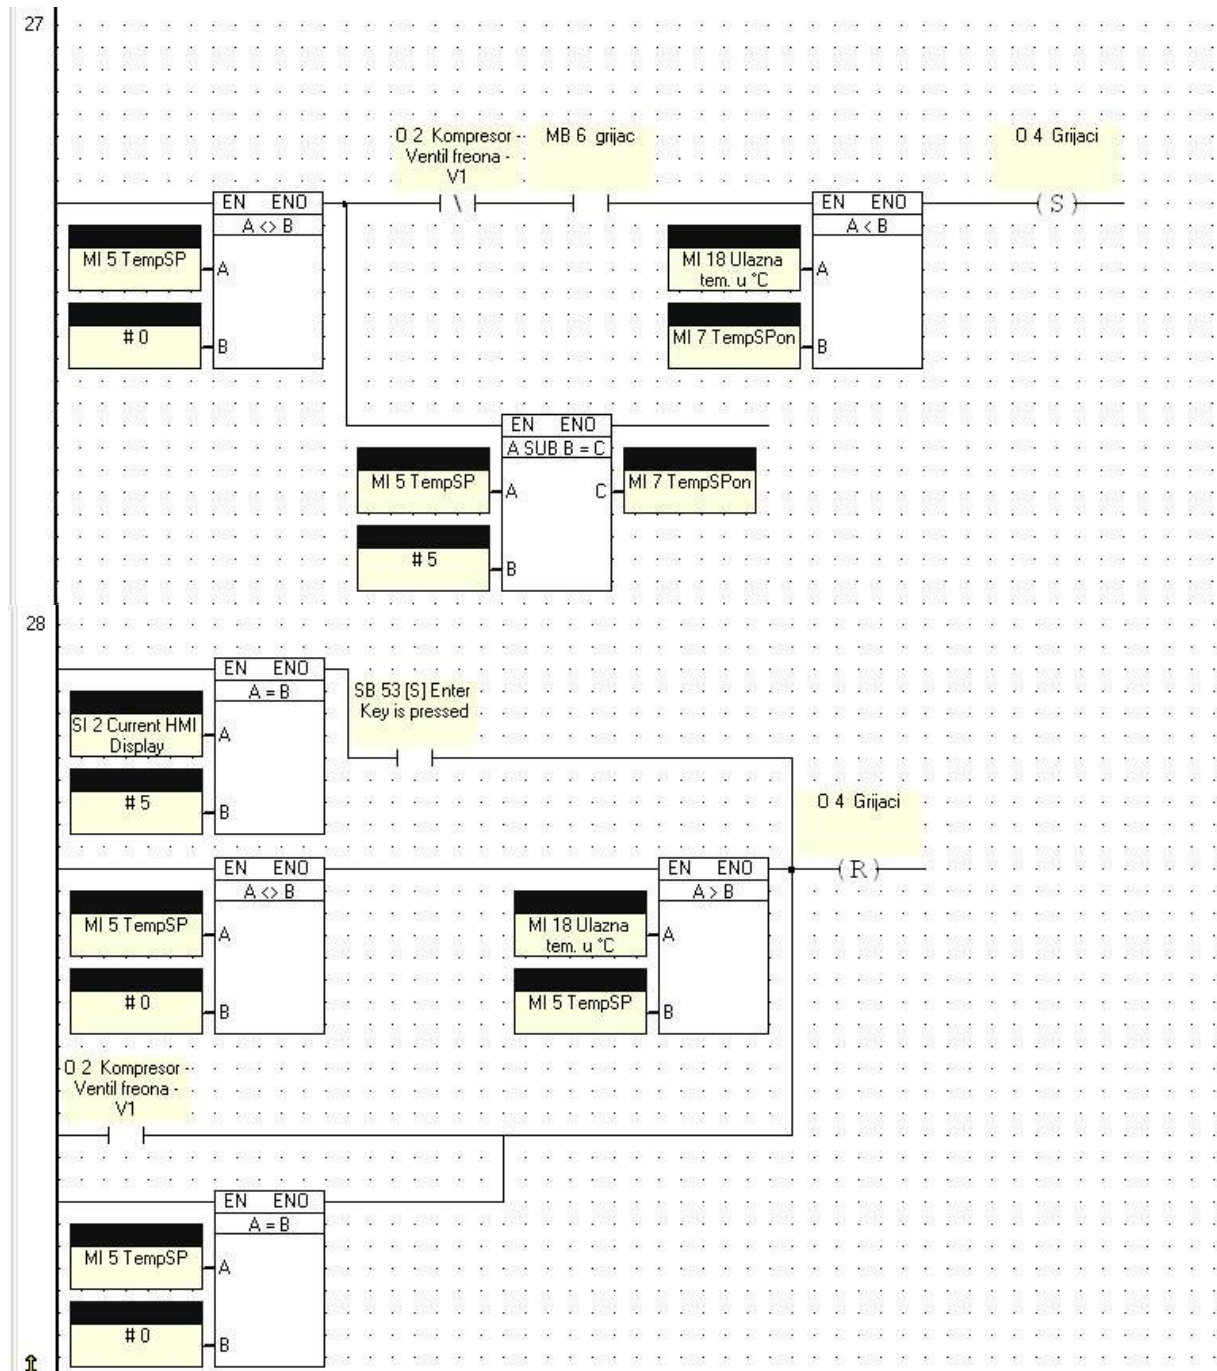 27
O 2 Kompresor --
Ventil freona -
V1
MB 6 grijac
O 4 Grijaci
EN ENO
A <> B
MI 5 TempSP
A
# 0
B
( S )
EN ENO
A < B
MI 18 Ulazna
tem. u °C
A
MI 7 TempSPon
B
EN ENO
A SUB B = C
MI 5 TempSP
A
C
MI 7 TempSPon
# 5
B
28
EN ENO
A = B
SI 2 Current HMI
Display
A
# 5
B
SB 53 [S] Enter
Key is pressed
O 4 Grijaci
( R )
EN ENO
A <> B
MI 5 TempSP
A
# 0
B
EN ENO
A > B
MI 18 Ulazna
tem. u °C
A
MI 5 TempSP
B
O 2 Kompresor --
Ventil freona -
V1
EN ENO
A = B
MI 5 TempSP
A
# 0
B